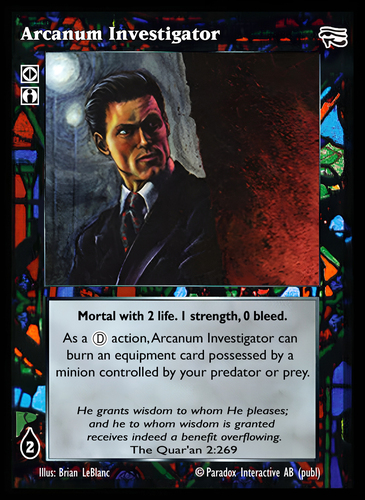 Arcanum Investigator
Mortal with 2 life. 1 strength, 0 bleed.
As a Ⓓ action, Arcanum Investigator can
burn an equipment card possessed by a
minion controlled by your predator or prey.
He grants wisdom to whom He pleases;
and he to whom wisdom is granted
receives indeed a benefit overflowing.
The Quar'an 2:269
2
Illus: Brian LeBlanc
© Paradox Interactive AB (publ)